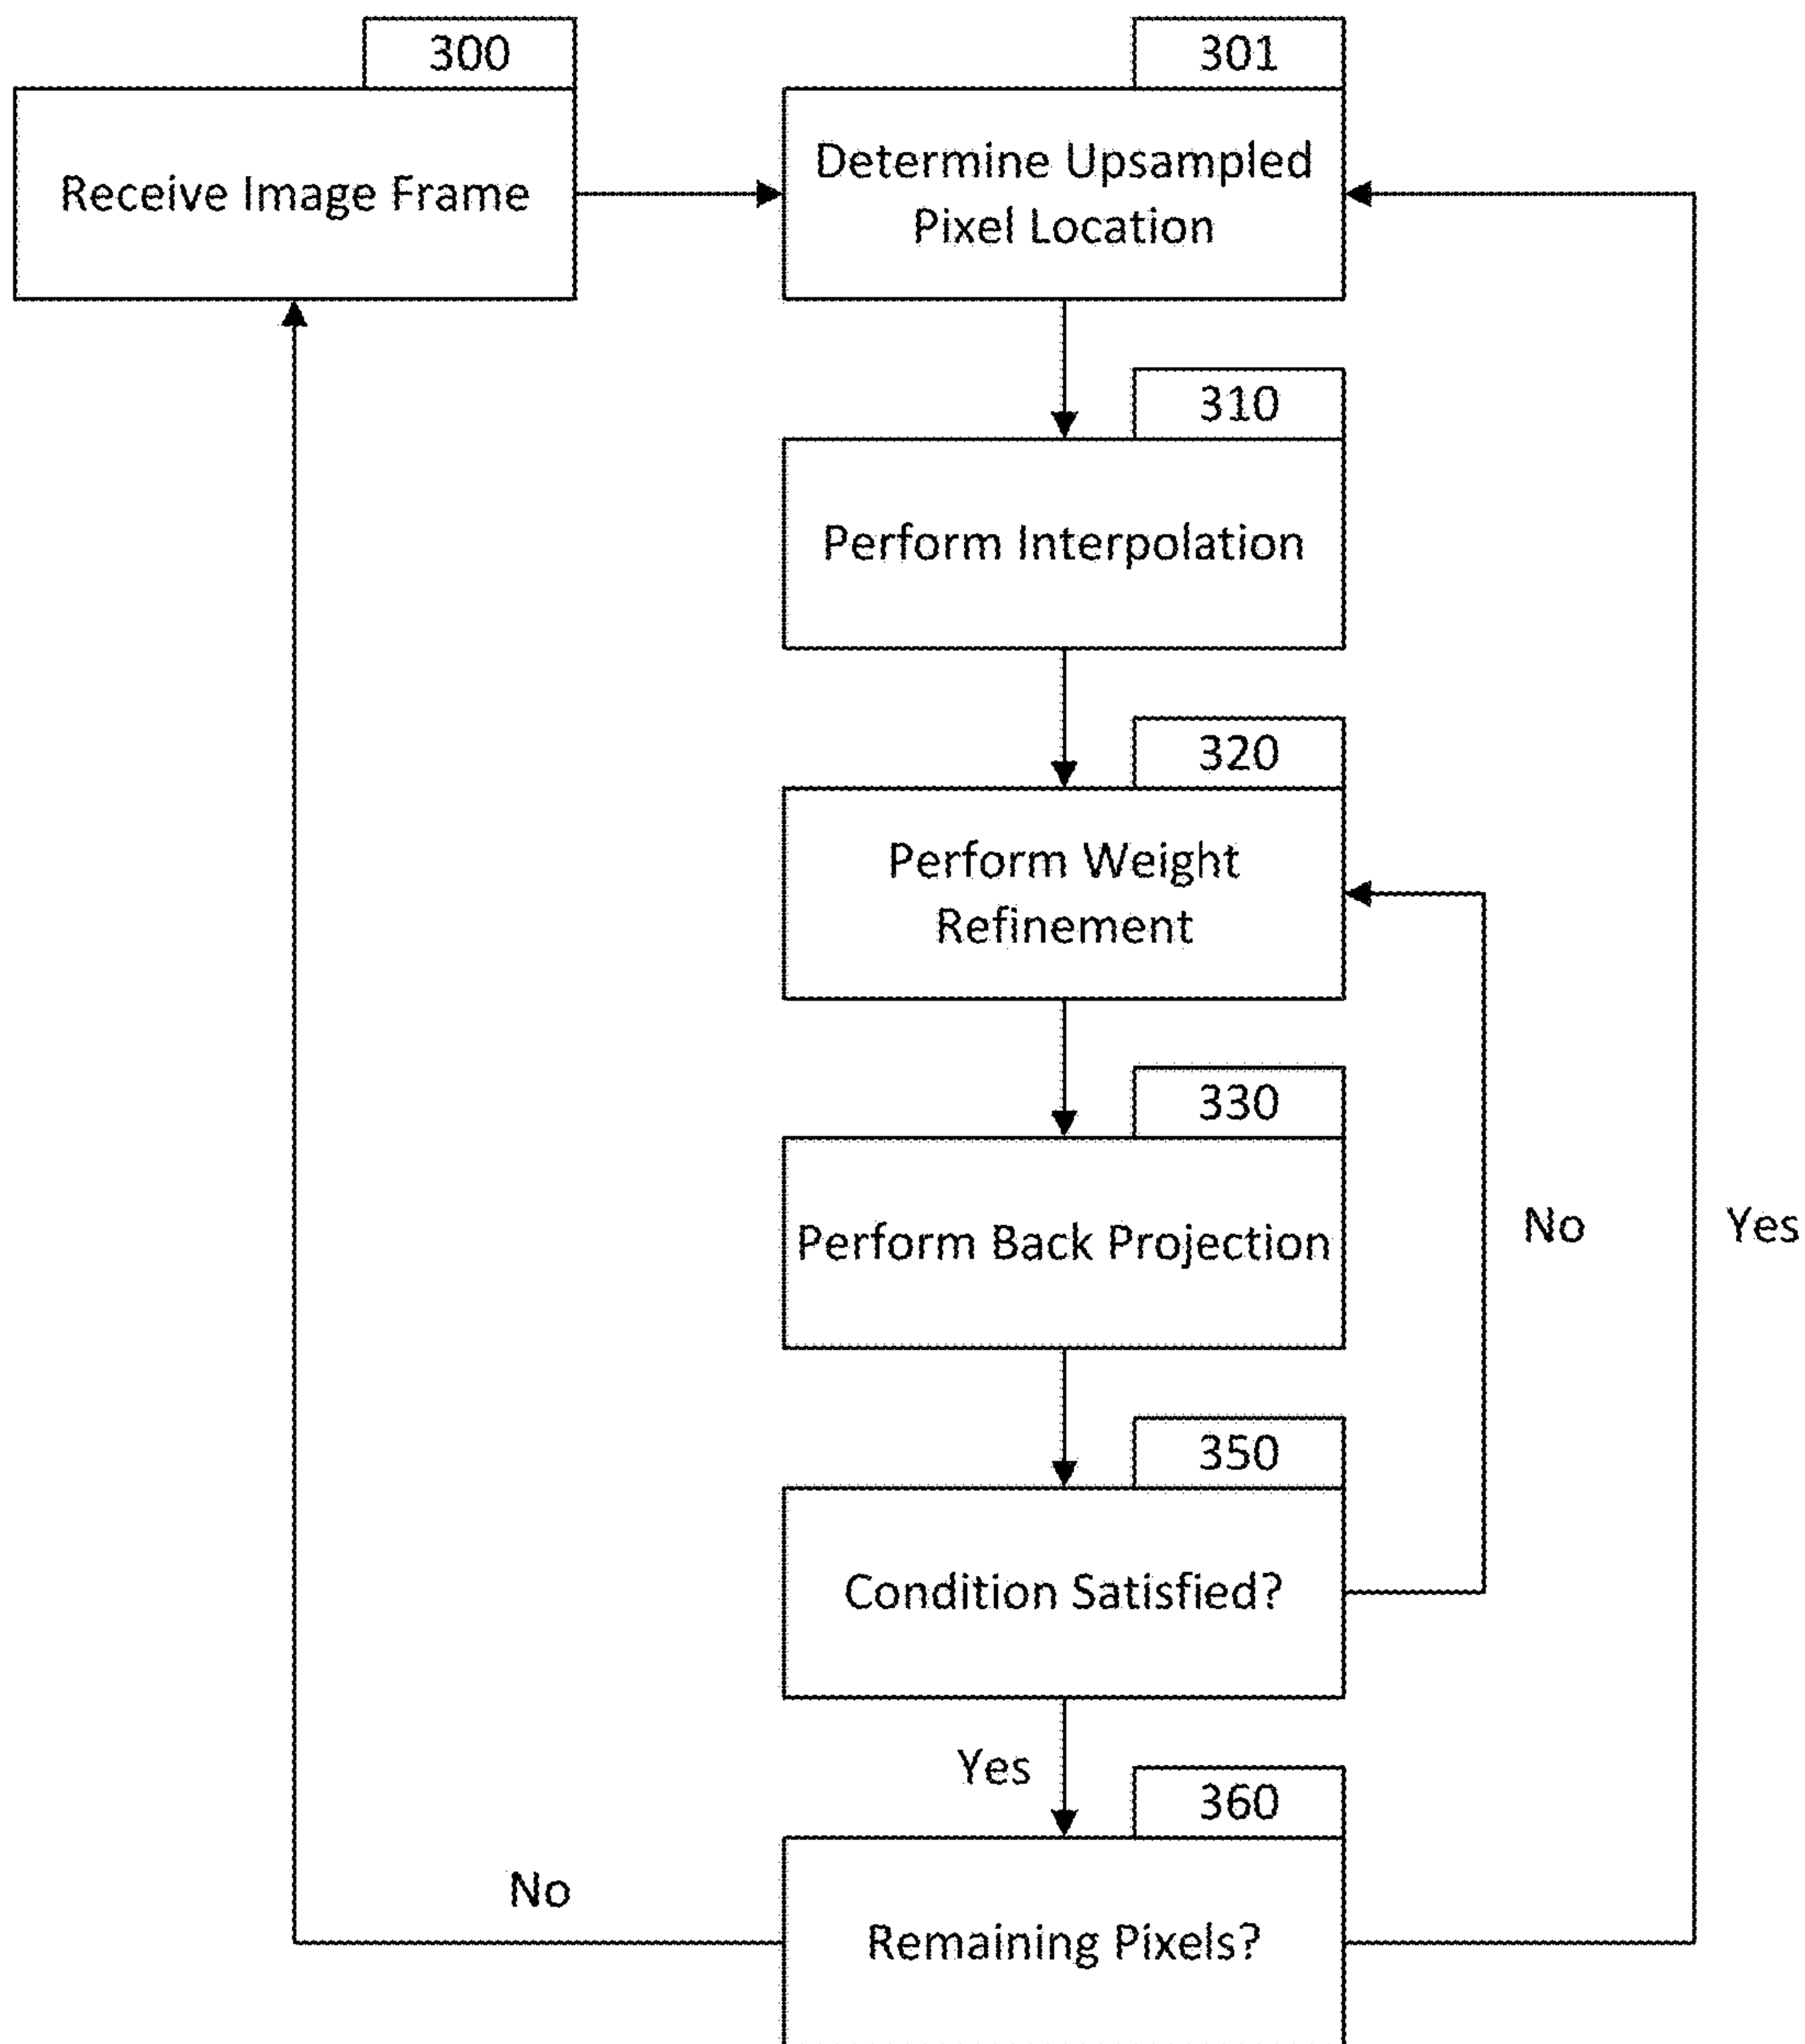 300
Receive Image Frame
301
Determine Upsampled
Pixel Location
310
Perform Interpolation
320
Perform Weight
Refinement
330
Perform Back Projection
No
Yes
350
Condition Satisfied?
Yes
360
No
Remaining Pixels?